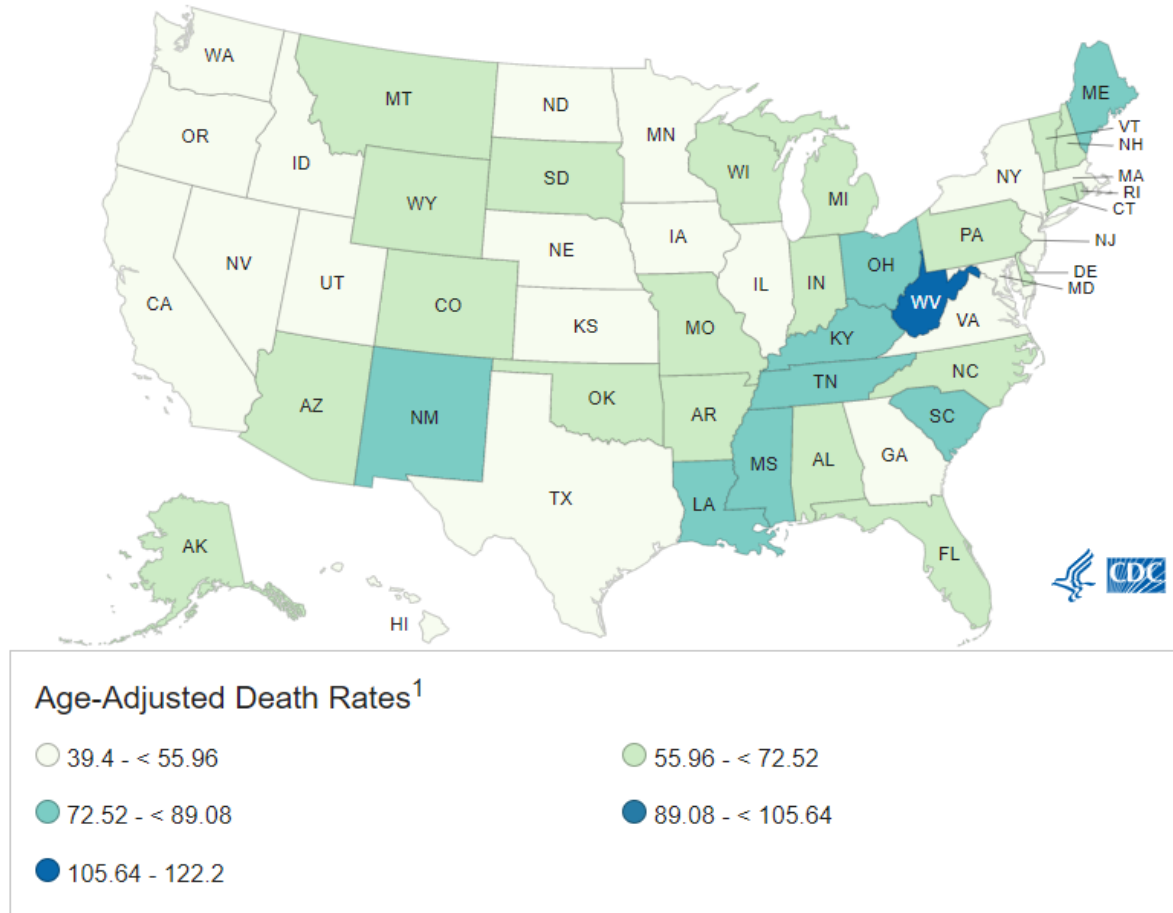 WA
MT
ND
MN
ME
VT
NH
OR
ID
SD
WI
MI
NY
MA
RI
CT
WY
NV
NE
IA
PA
NJ
CA
UT
CO
KS
MO
IL
IN
OH
WV
VA
DE
MD
KY
AZ
NM
OK
AR
TN
NC
SC
TX
LA
MS
AL
GA
FL
AK
HI
CDC
Age-Adjusted Death Rates¹
39.4 - < 55.96
55.96 - < 72.52
72.52 - < 89.08
89.08 - < 105.64
105.64 - 122.2